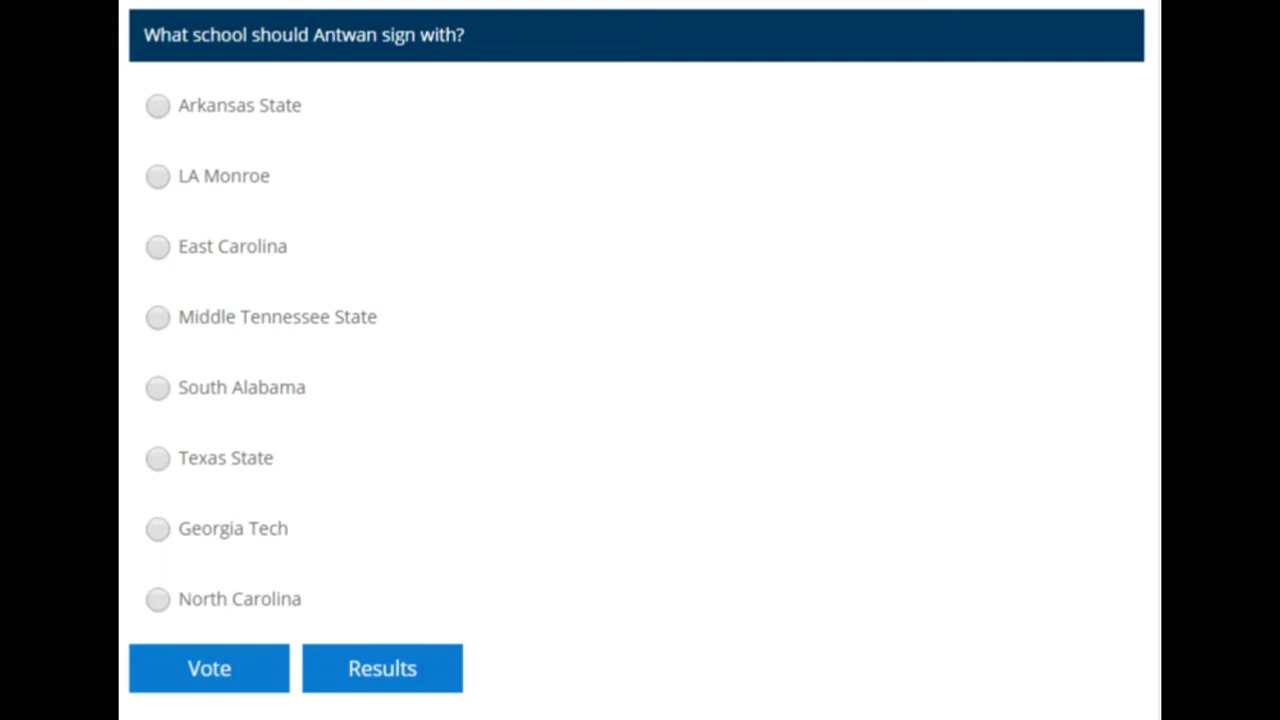 What school should Antwan sign with?
Arkansas State
LA Monroe
East Carolina
Middle Tennessee State
South Alabama
Texas State
Georgia Tech
North Carolina
Vote
Results